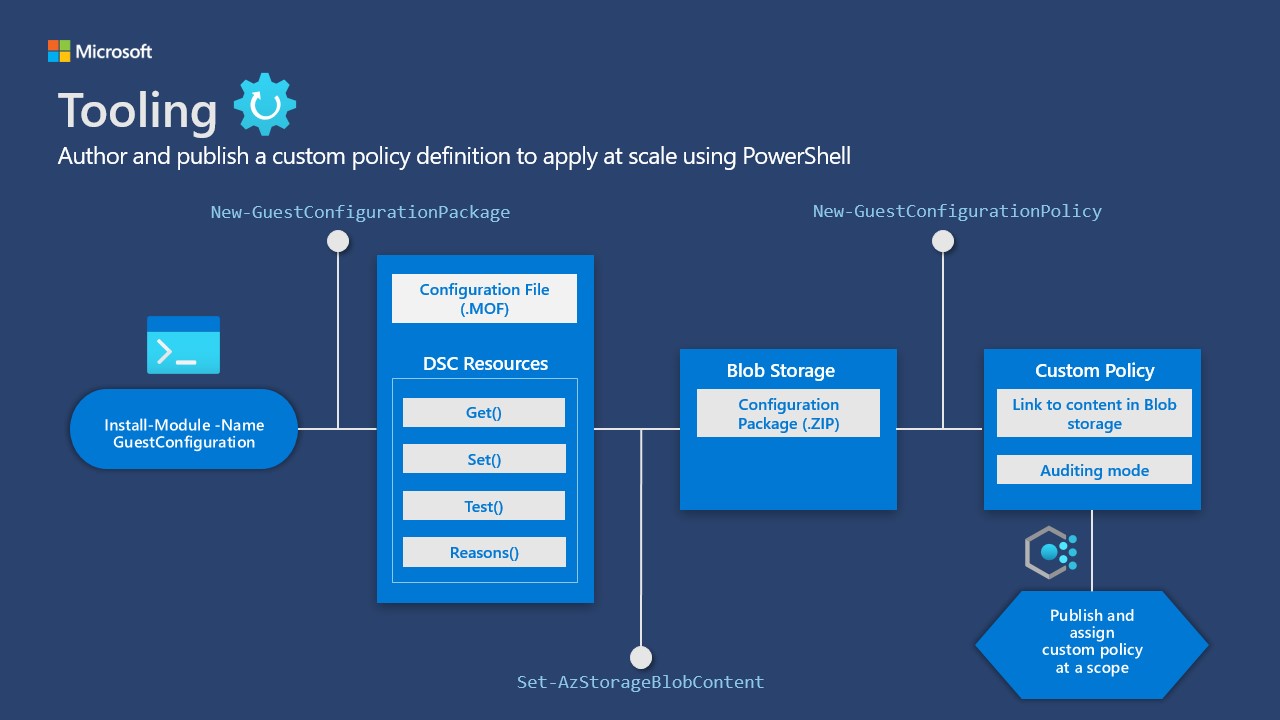 Microsoft
Tooling
Author and publish a custom policy definition to apply at scale using PowerShell
New-GuestConfigurationPackage
New-GuestConfigurationPolicy
Install-Module -Name
GuestConfiguration
Configuration File
(.MOF)
DSC Resources
Get()
Set()
Test()
Reasons()
Set-AzStorageBlobContent
Blob Storage
Configuration
Package (.ZIP)
Custom Policy
Link to content in Blob
storage
Auditing mode
Publish and
assign
custom policy
at a scope